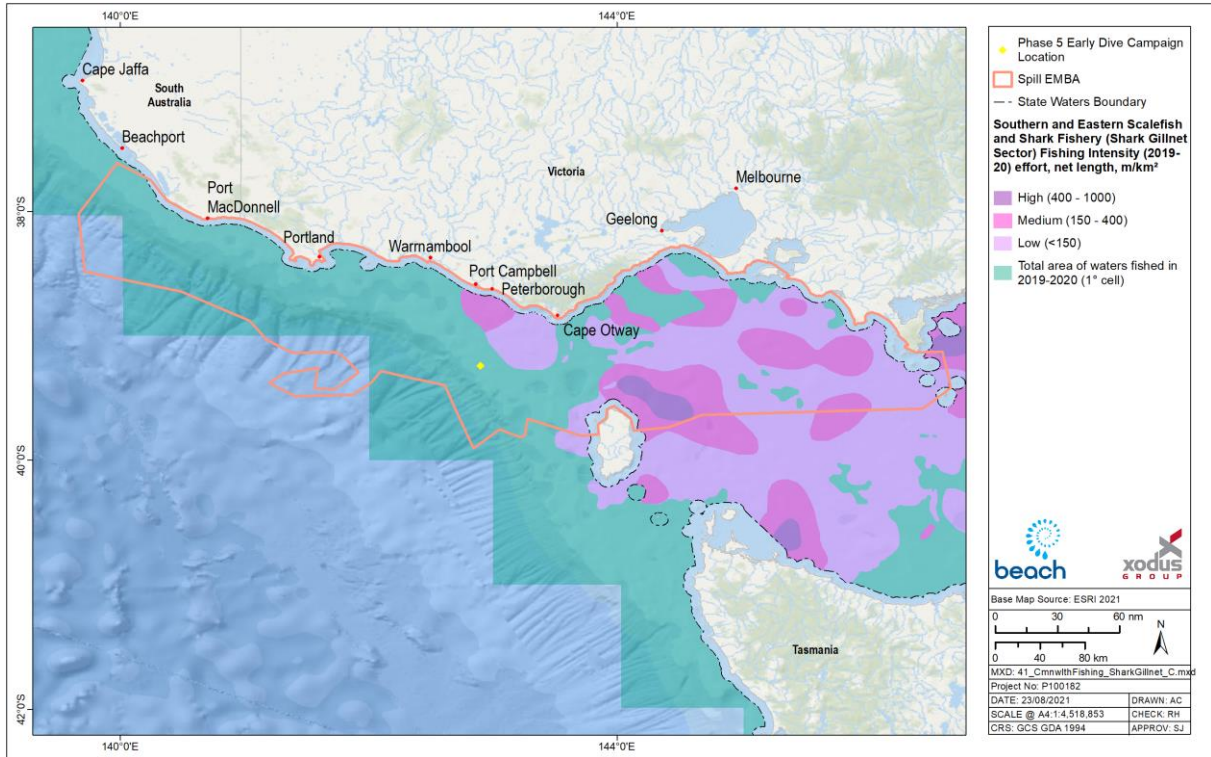 140°0'E
144°0'E
Cape Jaffa
South
Australia
Beachport
Victoria
Melbourne
Port
MacDonnell
Geelong
38°0'S
38°0'S
Portland
Warrnambool
Port Campbell
Peterborough
Cape Otway
40°0'S
40°0'S
Tasmania
42°0'S
42°0'S
140°0'E
144°0'E
Phase 5 Early Dive Campaign
Location
Spill EMBA
State Waters Boundary
Southern and Eastern Scalefish
and Shark Fishery (Shark Gillnet
Sector) Fishing Intensity (2019-
20) effort, net length, m/km²
High (400 - 1000)
Medium (150 - 400)
Low (<150)
Total area of waters fished in
2019-2020 (1° cell)
beach
xodus
GROUP
Base Map Source: ESRI 2021
0 30 60 nm
N
0 40 80 km
MXD: 41_CmnwlthFishing_SharkGillnet_C.mxd
Project No: P100182
DATE: 23/08/2021
DRAWN: AC
SCALE @ A4:1:4,518,853
CHECK: RH
CRS: GCS GDA 1994
APPROV: SJ